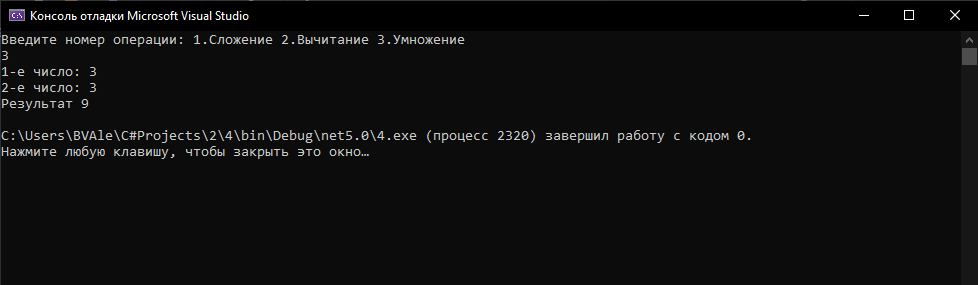 Консоль отладки Microsoft Visual Studio
Введите номер операции: 1.Сложение 2.Вычитание 3.Умножение
3
1-е число: 3
2-е число: 3
Результат 9
C:\Users\BVAle\C#Projects\2\4\bin\Debug\net5.0\4.exe (процесс 2320) завершил работу с кодом 0.
Нажмите любую клавишу, чтобы закрыть это окно…